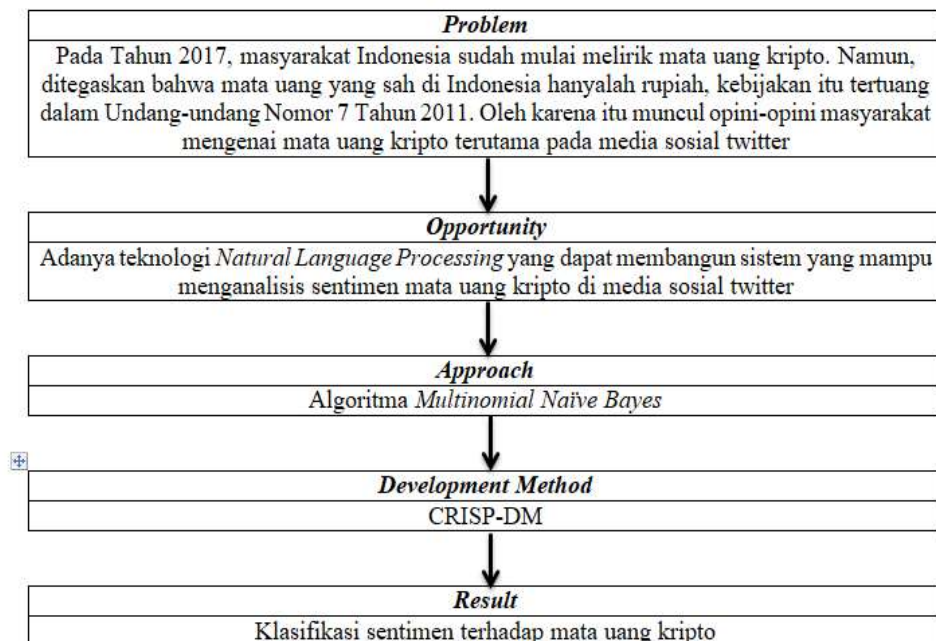 Problem
Pada Tahun 2017, masyarakat Indonesia sudah mulai melirik mata uang kripto. Namun,
ditegaskan bahwa mata uang yang sah di Indonesia hanyalah rupiah, kebijakan itu tertuang
dalam Undang-undang Nomor 7 Tahun 2011. Oleh karena itu muncul opini-opini masyarakat
mengenai mata uang kripto terutama pada media sosial twitter
Opportunity
Adanya teknologi Natural Language Processing yang dapat membangun sistem yang mampu
menganalisis sentimen mata uang kripto di media sosial twitter
Approach
Algoritma Multinomial Naïve Bayes
Development Method
CRISP-DM
Result
Klasifikasi sentimen terhadap mata uang kripto